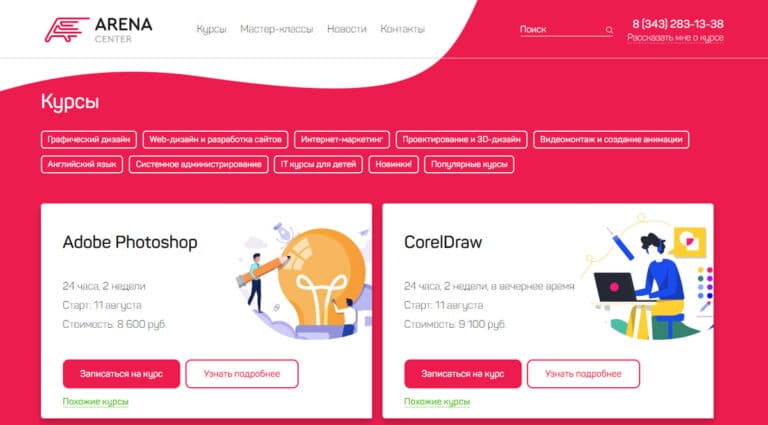 ARENA
CENTER
Курсы Мастер-классы Новости Контакты
Поиск
8 (343) 283-13-38
Рассказать мне о курсе
Курсы
Графический дизайн Web-дизайн и разработка сайтов Интернет-маркетинг Проектирование и 3D-дизайн Видеомонтаж и создание анимации
Английский язык Системное администрирование IT курсы для детей Новинки! Популярные курсы
Adobe Photoshop
24 часа, 2 недели
Старт: 11 августа
Стоимость: 8 600 руб.
Записаться на курс Узнать подробнее
Похожие курсы
CorelDraw
24 часа, 2 недели, в вечернее время
Старт: 11 августа
Стоимость: 9 100 руб.
Записаться на курс Узнать подробнее
Похожие курсы